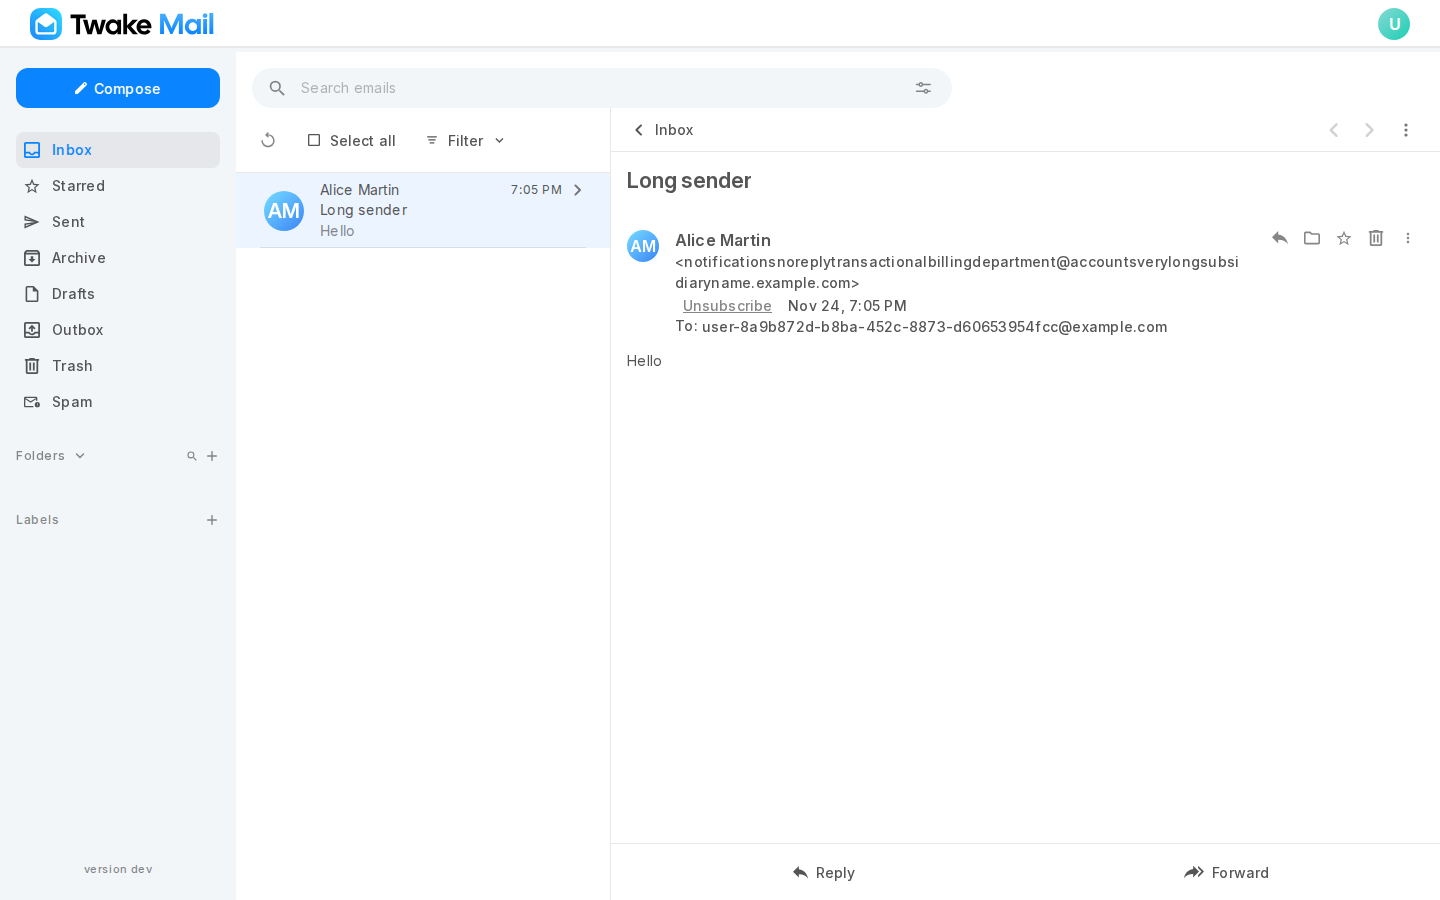 Twake Mail
U
Compose
Search emails
Inbox
Starred
Sent
Archive
Drafts
Outbox
Trash
Spam
Folders
Labels
version dev
Select all
Filter
AM
Alice Martin
7:05 PM
Long sender
Hello
Inbox
Long sender
AM
Alice Martin
<notificationsnoreplytransactionalbillingdepartment@accountsverylongsubsi
diaryname.example.com>
Unsubscribe Nov 24, 7:05 PM
To: user-8a9b872d-b8ba-452c-8873-d60653954fcc@example.com
Hello
Reply
Forward